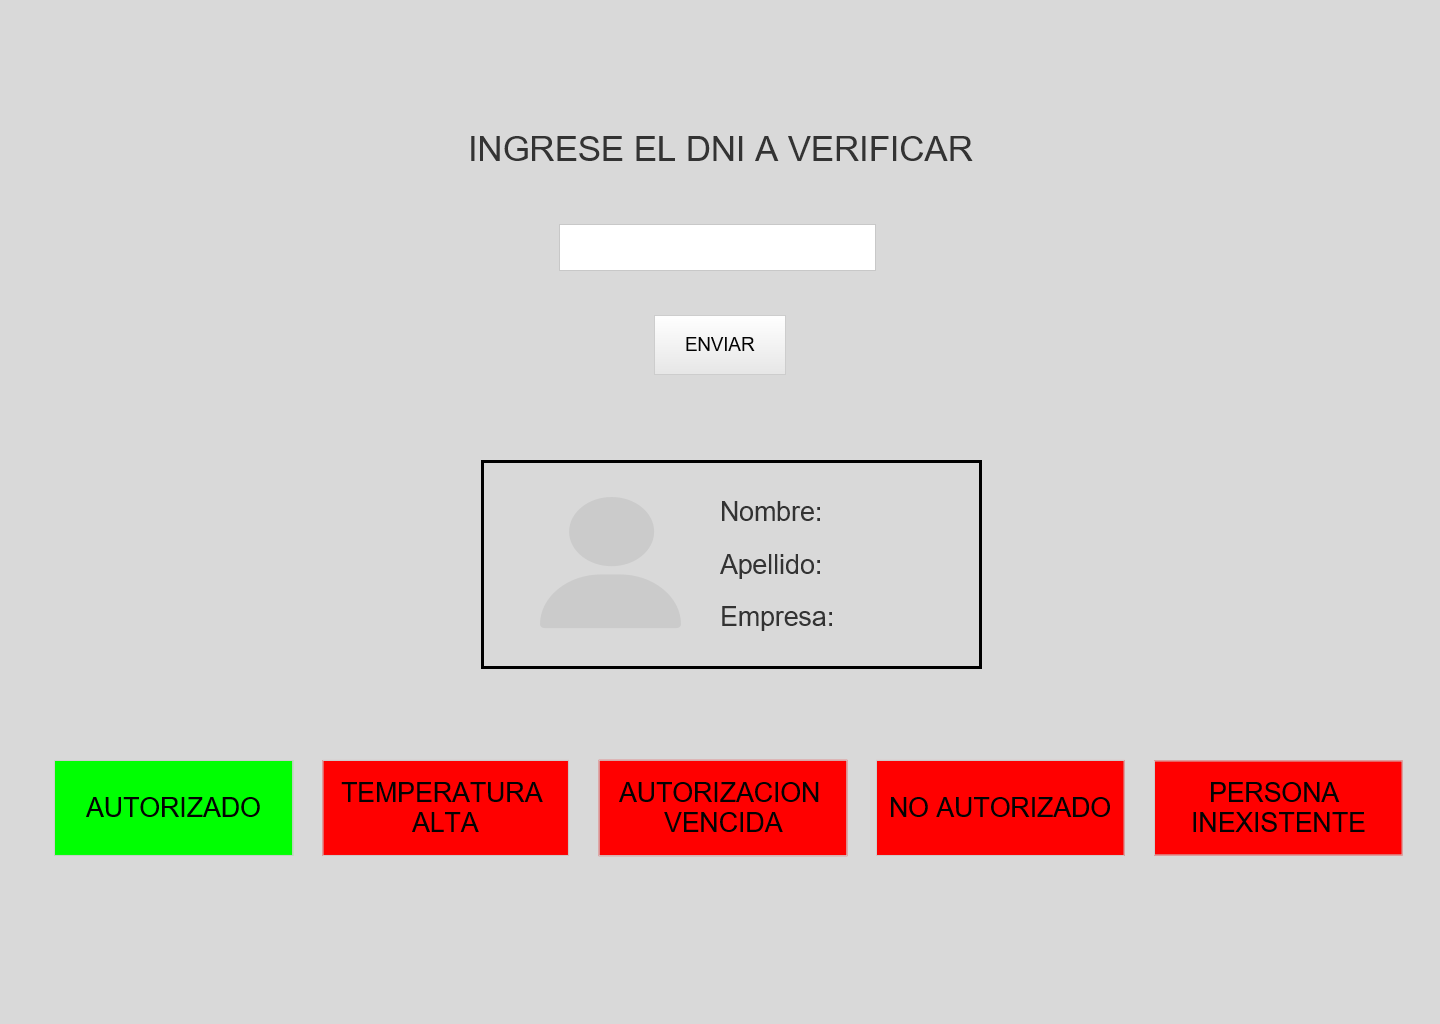 INGRESE EL DNI A VERIFICAR
ENVIAR
Nombre:
Apellido:
Empresa:
AUTORIZADO
TEMPERATURA
ALTA
AUTORIZACION
VENCIDA
NO AUTORIZADO
PERSONA
INEXISTENTE